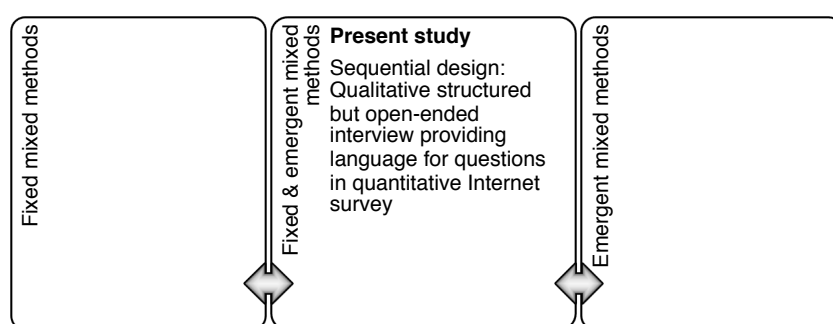 Fixed mixed methods
Fixed & emergent mixed
methods
Present study
Sequential design:
Qualitative structured
but open-ended
interview providing
language for questions
in quantitative Internet
survey
Emergent mixed methods